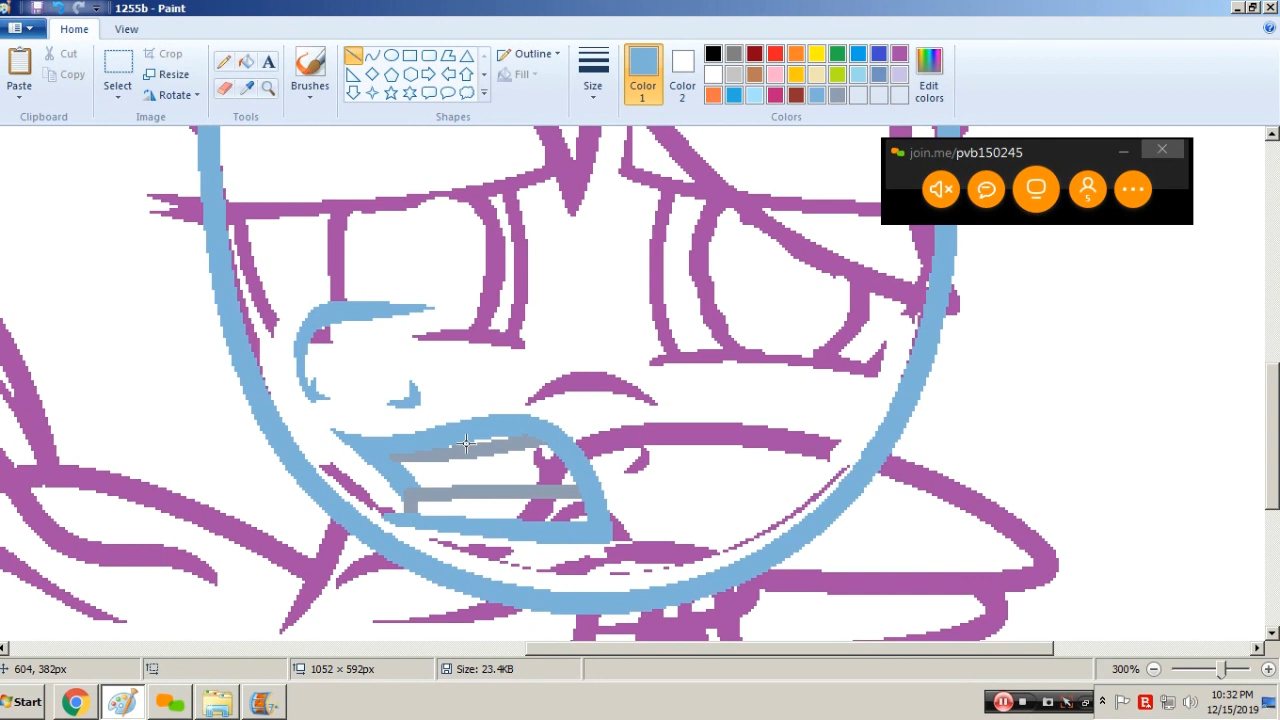 1255b - Paint
Home View
Paste
Cut
Copy
Clipboard
Select
Crop
Resize
Rotate
Image
A
Tools
Brushes
Outline
Fill
Shapes
Size
Color 1
Color 2
Edit colors
Colors
join.me/pvb150245
5
604, 382px
1052 × 592px
Size: 23.4KB
300%
Start
10:32 PM
12/15/2019